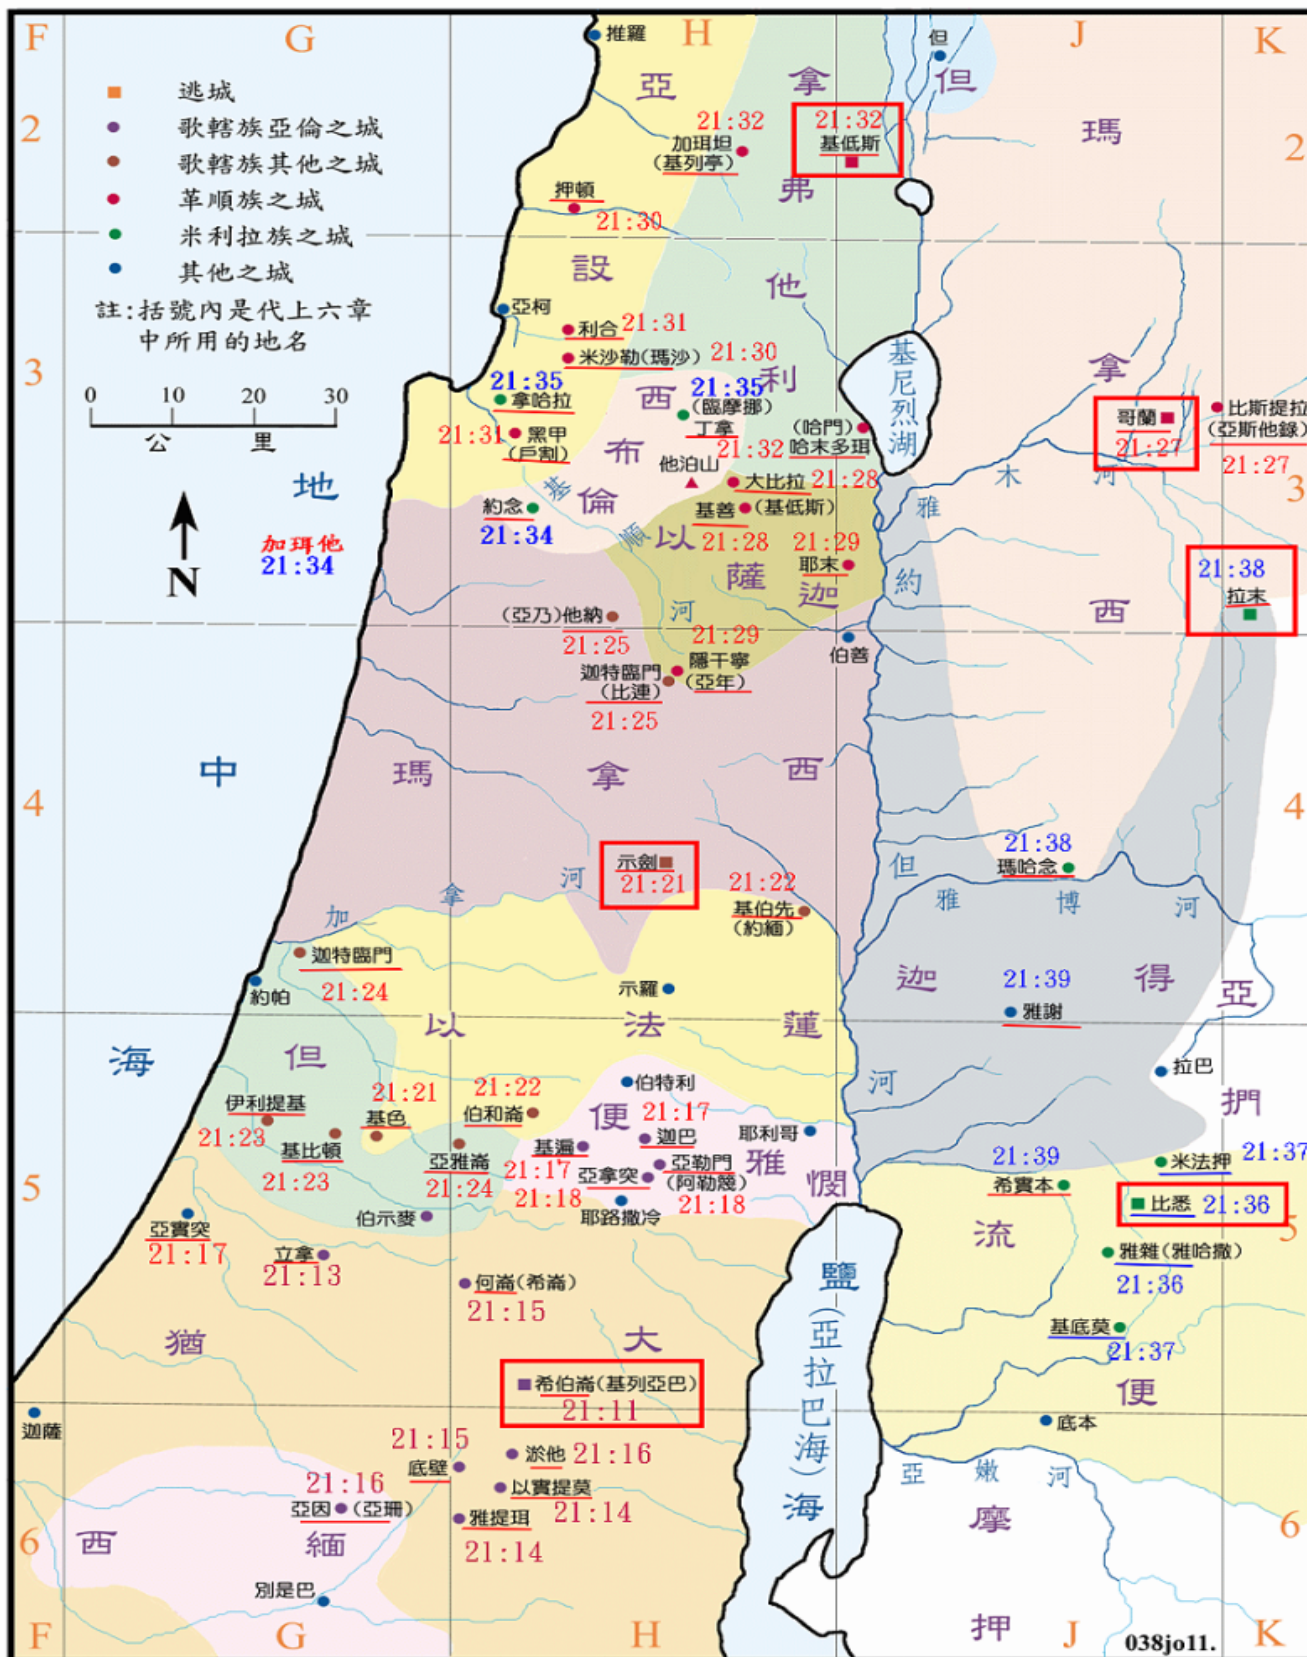 F G H J K
2
■ 逃城
● 歌轄族亞倫之城
● 歌轄族其他之城
● 革順族之城
● 米利拉族之城
● 其他之城
註:括號內是代上六章
中所用的地名
0 10 20 30
公里
N
推羅
但
亞
拿
但
21:32
加珥坦
(基列亭)
21:32
基低斯
瑪
2
弗
押頓
21:30
設
他
亞柯
利合 21:31
米沙勒(瑪沙) 21:30
利
基尼烈湖
3
拿
21:35
拿哈拉
西
21:35
(臨摩挪)
丁拿
21:31 黑甲
(戶割)
布
21:32
(哈門)
哈末多珥
哥蘭
21:27
比斯提拉
(亞斯他錄)
21:27
他泊山
大比拉 21:28
雅木河
3
地
基順河
倫
約念
21:34
基善(基低斯)
21:28
以
薩
迦
21:29
耶末
約
加珥他
21:34
21:38
拉末
西
(亞乃)他納
21:25
21:29
隱干寧
(亞年)
伯善
迦特臨門
(比連)
21:25
中
瑪拿西
4
4
示劍
21:21
21:22
基伯先
(約緬)
但
21:38
瑪哈念
雅博河
加拿河
迦特臨門
21:24
約帕
示羅
迦得
21:39
雅謝
亞
以法蓮
海
但
河
拉巴
伯特利
捫
伊利提基
21:23
21:21
基色
21:22
伯和崙
便
21:17
迦巴
耶利哥
基比頓
21:23
亞雅崙
21:24
基遍
21:17
亞勒門
(阿勒篾)
21:18
雅
憫
亞拿突
21:18
耶路撒冷
21:39
希實本
米法押 21:37
5
伯示麥
比悉 21:36
5
亞實突
21:17
立拿
21:13
流
雅雜(雅哈撒)
21:36
何崙(希崙)
21:15
鹽(亞拉巴海)海
猶大
基底莫
21:37
希伯崙(基列亞巴)
21:11
便
迦薩
底本
21:15
底壁
淤他 21:16
亞嫩河
21:16
亞因(亞珊)
以實提莫
21:14
雅提珥
21:14
摩
6
西緬
6
別是巴
押
F G H J K
038jo11.